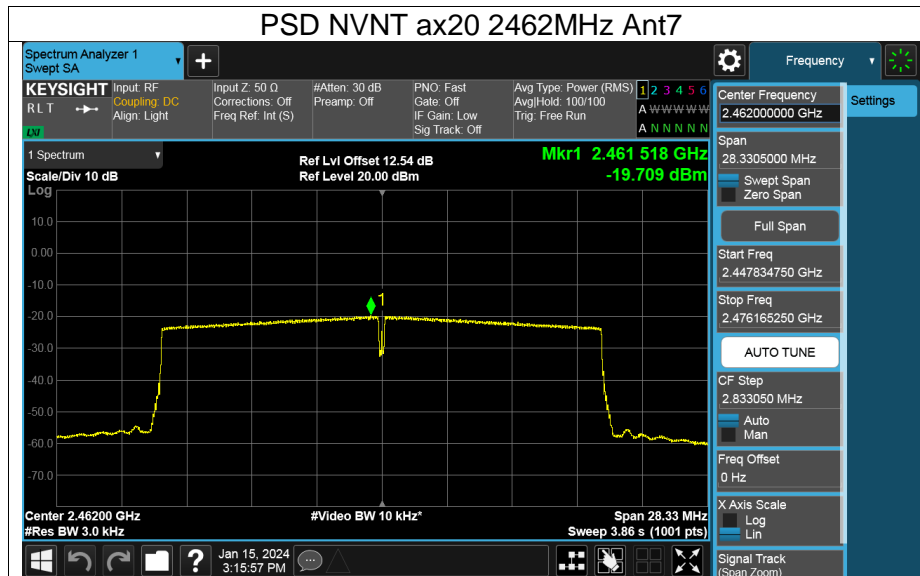 PSD NVNT ax20 2462MHz Ant7
Spectrum Analyzer 1
Swept SA
+
Frequency
KEYSIGHT
R L T
LXI
Input: RF
Coupling: DC
Align: Light
Input Z: 50 Ω
Corrections: Off
Freq Ref: Int (S)
#Atten: 30 dB
Preamp: Off
PNO: Fast
Gate: Off
IF Gain: Low
Sig Track: Off
Avg Type: Power (RMS)
Avg|Hold: 100/100
Trig: Free Run
1 2 3 4 5 6
A W W W W W
A N N N N N
1 Spectrum
Scale/Div 10 dB
Log
Ref Lvl Offset 12.54 dB
Ref Level 20.00 dBm
Mkr1 2.461 518 GHz
-19.709 dBm
10.0
0.00
-10.0
-20.0
-30.0
-40.0
-50.0
-60.0
-70.0
1
Center 2.46200 GHz
#Res BW 3.0 kHz
#Video BW 10 kHz*
Span 28.33 MHz
Sweep 3.86 s (1001 pts)
?
Jan 15, 2024
3:15:57 PM
Center Frequency
2.462000000 GHz
Span
28.3305000 MHz
Swept Span
Zero Span
Full Span
Start Freq
2.447834750 GHz
Stop Freq
2.476165250 GHz
AUTO TUNE
CF Step
2.833050 MHz
Auto
Man
Freq Offset
0 Hz
X Axis Scale
Log
Lin
Signal Track
(Span Zoom)
Settings